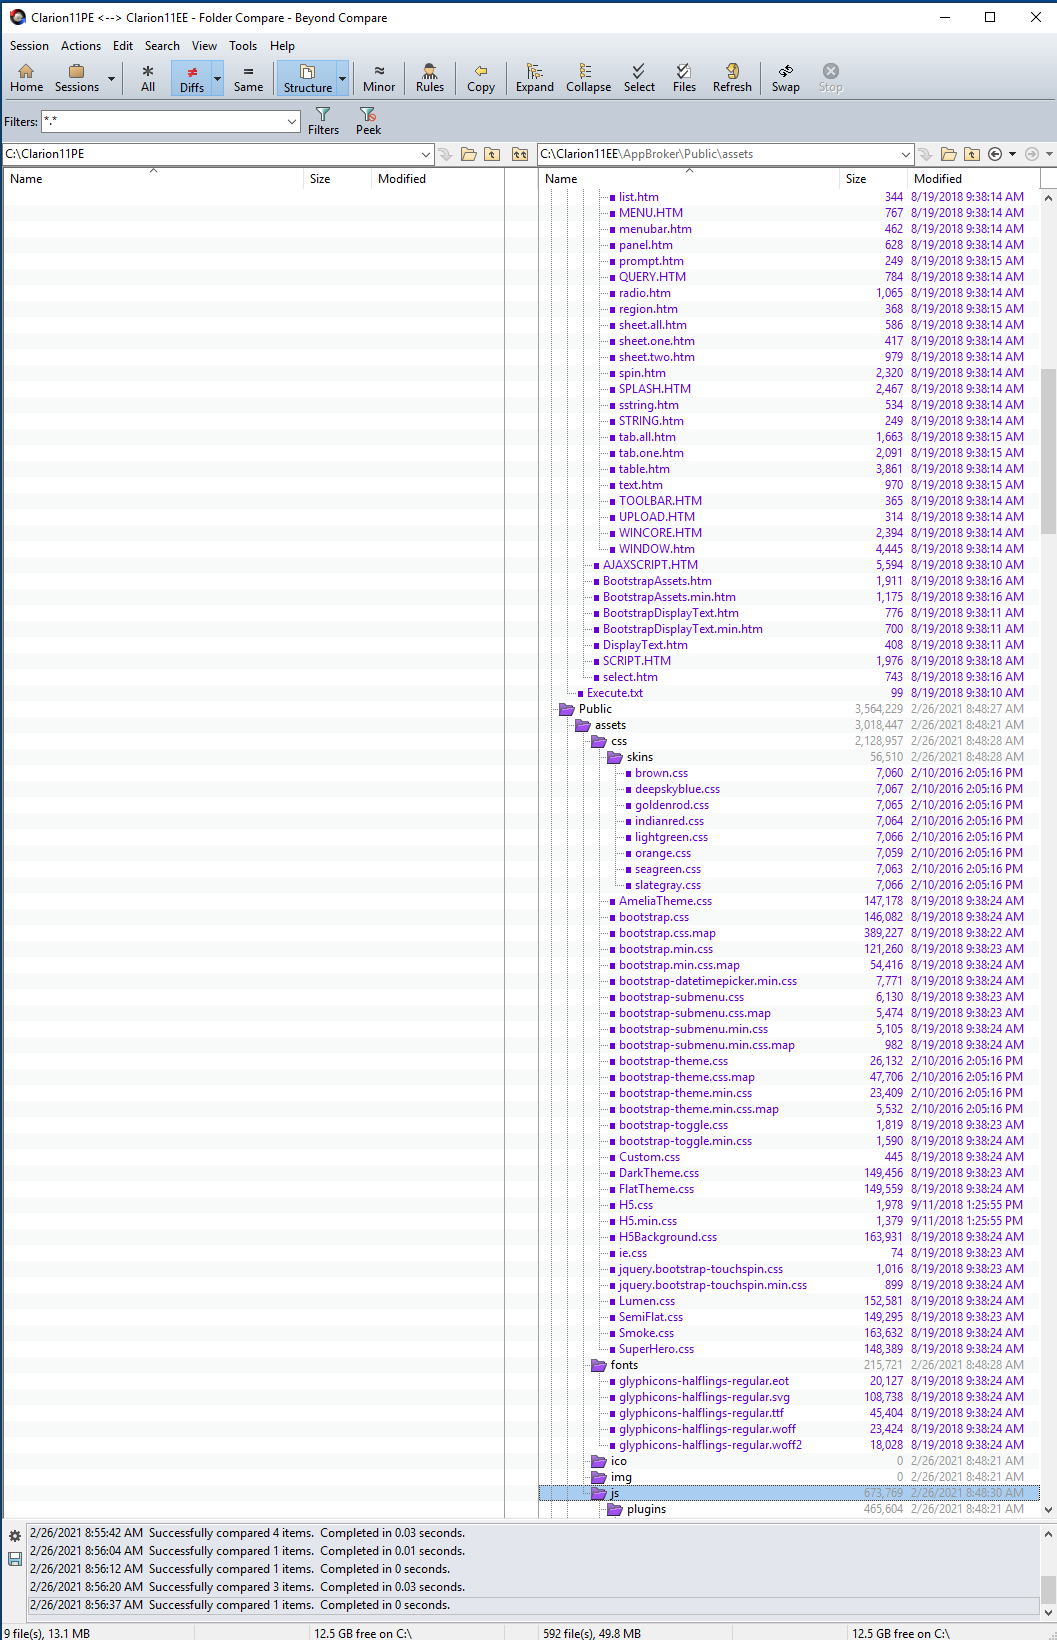 Clarion11PE <--> Clarion11EE - Folder Compare - Beyond Compare
Session Actions Edit Search View Tools Help
Home Sessions All Diffs Same Structure Minor Rules Copy Expand Collapse Select Files Refresh Swap Stop
Filters: *.* Filters Peek
C:\Clarion11PE C:\Clarion11EE\AppBroker\Public\assets
Name Size Modified Name Size Modified
list.htm 344 8/19/2018 9:38:14 AM
MENU.HTM 767 8/19/2018 9:38:14 AM
menubar.htm 462 8/19/2018 9:38:14 AM
panel.htm 628 8/19/2018 9:38:14 AM
prompt.htm 249 8/19/2018 9:38:15 AM
QUERY.HTM 784 8/19/2018 9:38:14 AM
radio.htm 1,065 8/19/2018 9:38:14 AM
region.htm 368 8/19/2018 9:38:15 AM
sheet.all.htm 586 8/19/2018 9:38:14 AM
sheet.one.htm 417 8/19/2018 9:38:14 AM
sheet.two.htm 979 8/19/2018 9:38:14 AM
spin.htm 2,320 8/19/2018 9:38:14 AM
SPLASH.HTM 2,467 8/19/2018 9:38:14 AM
sstring.htm 534 8/19/2018 9:38:14 AM
STRING.htm 249 8/19/2018 9:38:14 AM
tab.all.htm 1,663 8/19/2018 9:38:15 AM
tab.one.htm 2,091 8/19/2018 9:38:15 AM
table.htm 3,861 8/19/2018 9:38:14 AM
text.htm 970 8/19/2018 9:38:15 AM
TOOLBAR.HTM 365 8/19/2018 9:38:14 AM
UPLOAD.HTM 314 8/19/2018 9:38:14 AM
WINCORE.HTM 2,394 8/19/2018 9:38:14 AM
WINDOW.htm 4,445 8/19/2018 9:38:14 AM
AJAXSCRIPT.HTM 5,594 8/19/2018 9:38:10 AM
BootstrapAssets.htm 1,911 8/19/2018 9:38:16 AM
BootstrapAssets.min.htm 1,175 8/19/2018 9:38:16 AM
BootstrapDisplayText.htm 776 8/19/2018 9:38:11 AM
BootstrapDisplayText.min.htm 700 8/19/2018 9:38:11 AM
DisplayText.htm 408 8/19/2018 9:38:11 AM
SCRIPT.HTM 1,976 8/19/2018 9:38:18 AM
select.htm 743 8/19/2018 9:38:16 AM
Execute.txt 99 8/19/2018 9:38:10 AM
Public 3,564,229 2/26/2021 8:48:27 AM
assets 3,018,447 2/26/2021 8:48:21 AM
css 2,128,957 2/26/2021 8:48:28 AM
skins 56,510 2/26/2021 8:48:28 AM
brown.css 7,060 2/10/2016 2:05:16 PM
deepskyblue.css 7,067 2/10/2016 2:05:16 PM
goldenrod.css 7,065 2/10/2016 2:05:16 PM
indianred.css 7,064 2/10/2016 2:05:16 PM
lightgreen.css 7,066 2/10/2016 2:05:16 PM
orange.css 7,059 2/10/2016 2:05:16 PM
seagreen.css 7,063 2/10/2016 2:05:16 PM
slategray.css 7,066 2/10/2016 2:05:16 PM
AmeliaTheme.css 147,178 8/19/2018 9:38:24 AM
bootstrap.css 146,082 8/19/2018 9:38:24 AM
bootstrap.css.map 389,227 8/19/2018 9:38:22 AM
bootstrap.min.css 121,260 8/19/2018 9:38:23 AM
bootstrap.min.css.map 54,416 8/19/2018 9:38:24 AM
bootstrap-datetimepicker.min.css 7,771 8/19/2018 9:38:24 AM
bootstrap-submenu.css 6,130 8/19/2018 9:38:23 AM
bootstrap-submenu.css.map 5,474 8/19/2018 9:38:24 AM
bootstrap-submenu.min.css 5,105 8/19/2018 9:38:24 AM
bootstrap-submenu.min.css.map 982 8/19/2018 9:38:24 AM
bootstrap-theme.css 26,132 2/10/2016 2:05:16 PM
bootstrap-theme.css.map 47,706 2/10/2016 2:05:16 PM
bootstrap-theme.min.css 23,409 2/10/2016 2:05:16 PM
bootstrap-theme.min.css.map 5,532 2/10/2016 2:05:16 PM
bootstrap-toggle.css 1,819 8/19/2018 9:38:23 AM
bootstrap-toggle.min.css 1,590 8/19/2018 9:38:24 AM
Custom.css 445 8/19/2018 9:38:24 AM
DarkTheme.css 149,456 8/19/2018 9:38:23 AM
FlatTheme.css 149,559 8/19/2018 9:38:24 AM
H5.css 1,978 9/11/2018 1:25:55 PM
H5.min.css 1,379 9/11/2018 1:25:55 PM
H5Background.css 163,931 8/19/2018 9:38:24 AM
ie.css 74 8/19/2018 9:38:23 AM
jquery.bootstrap-touchspin.css 1,016 8/19/2018 9:38:23 AM
jquery.bootstrap-touchspin.min.css 899 8/19/2018 9:38:24 AM
Lumen.css 152,581 8/19/2018 9:38:24 AM
SemiFlat.css 149,295 8/19/2018 9:38:23 AM
Smoke.css 163,632 8/19/2018 9:38:24 AM
SuperHero.css 148,389 8/19/2018 9:38:24 AM
fonts 215,721 2/26/2021 8:48:28 AM
glyphicons-halflings-regular.eot 20,127 8/19/2018 9:38:24 AM
glyphicons-halflings-regular.svg 108,738 8/19/2018 9:38:24 AM
glyphicons-halflings-regular.ttf 45,404 8/19/2018 9:38:24 AM
glyphicons-halflings-regular.woff 23,424 8/19/2018 9:38:24 AM
glyphicons-halflings-regular.woff2 18,028 8/19/2018 9:38:24 AM
ico 0 2/26/2021 8:48:21 AM
img 0 2/26/2021 8:48:21 AM
js 673,769 2/26/2021 8:48:30 AM
plugins 465,604 2/26/2021 8:48:21 AM
2/26/2021 8:55:42 AM Successfully compared 4 items. Completed in 0.03 seconds.
2/26/2021 8:56:04 AM Successfully compared 1 items. Completed in 0.01 seconds.
2/26/2021 8:56:12 AM Successfully compared 1 items. Completed in 0 seconds.
2/26/2021 8:56:20 AM Successfully compared 3 items. Completed in 0.03 seconds.
2/26/2021 8:56:37 AM Successfully compared 1 items. Completed in 0 seconds.
9 file(s), 13.1 MB 12.5 GB free on C:\ 592 file(s), 49.8 MB 12.5 GB free on C:\